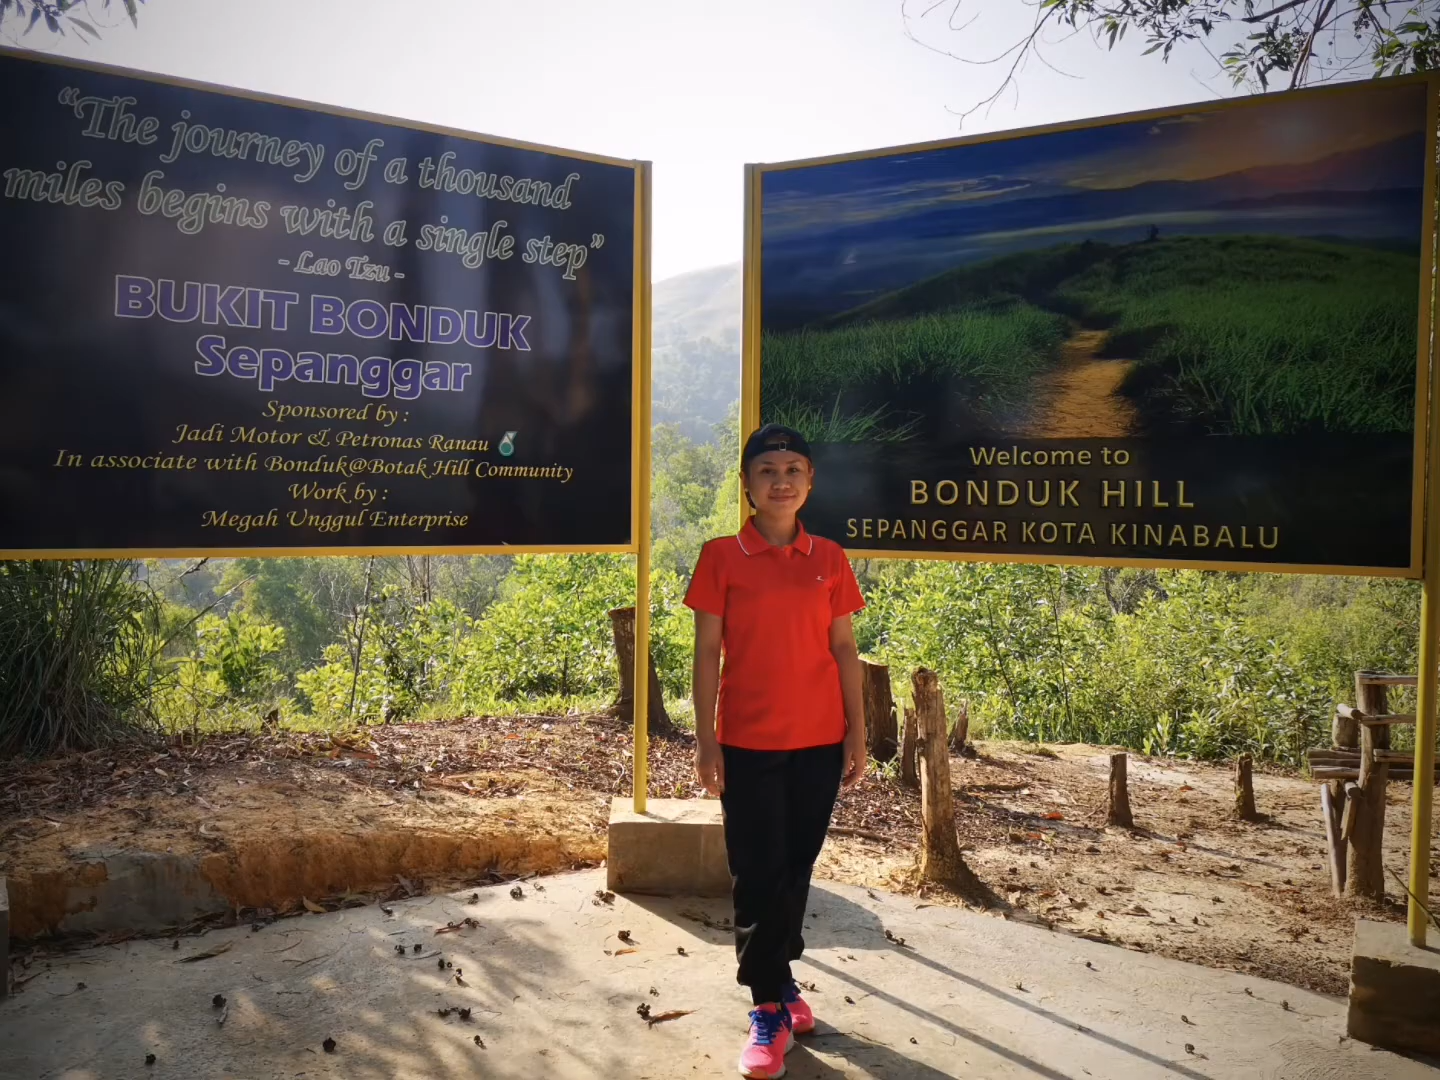 “The journey of a thousand
miles begins with a single step”
- Lao Tzu -
BUKIT BONDUK
Sepanggar
Sponsored by :
Jadi Motor & Petronas Ranau
In associate with Bonduk@Botak Hill Community
Work by :
Megah Unggul Enterprise
Welcome to
BONDUK HILL
SEPANGGAR KOTA KINABALU